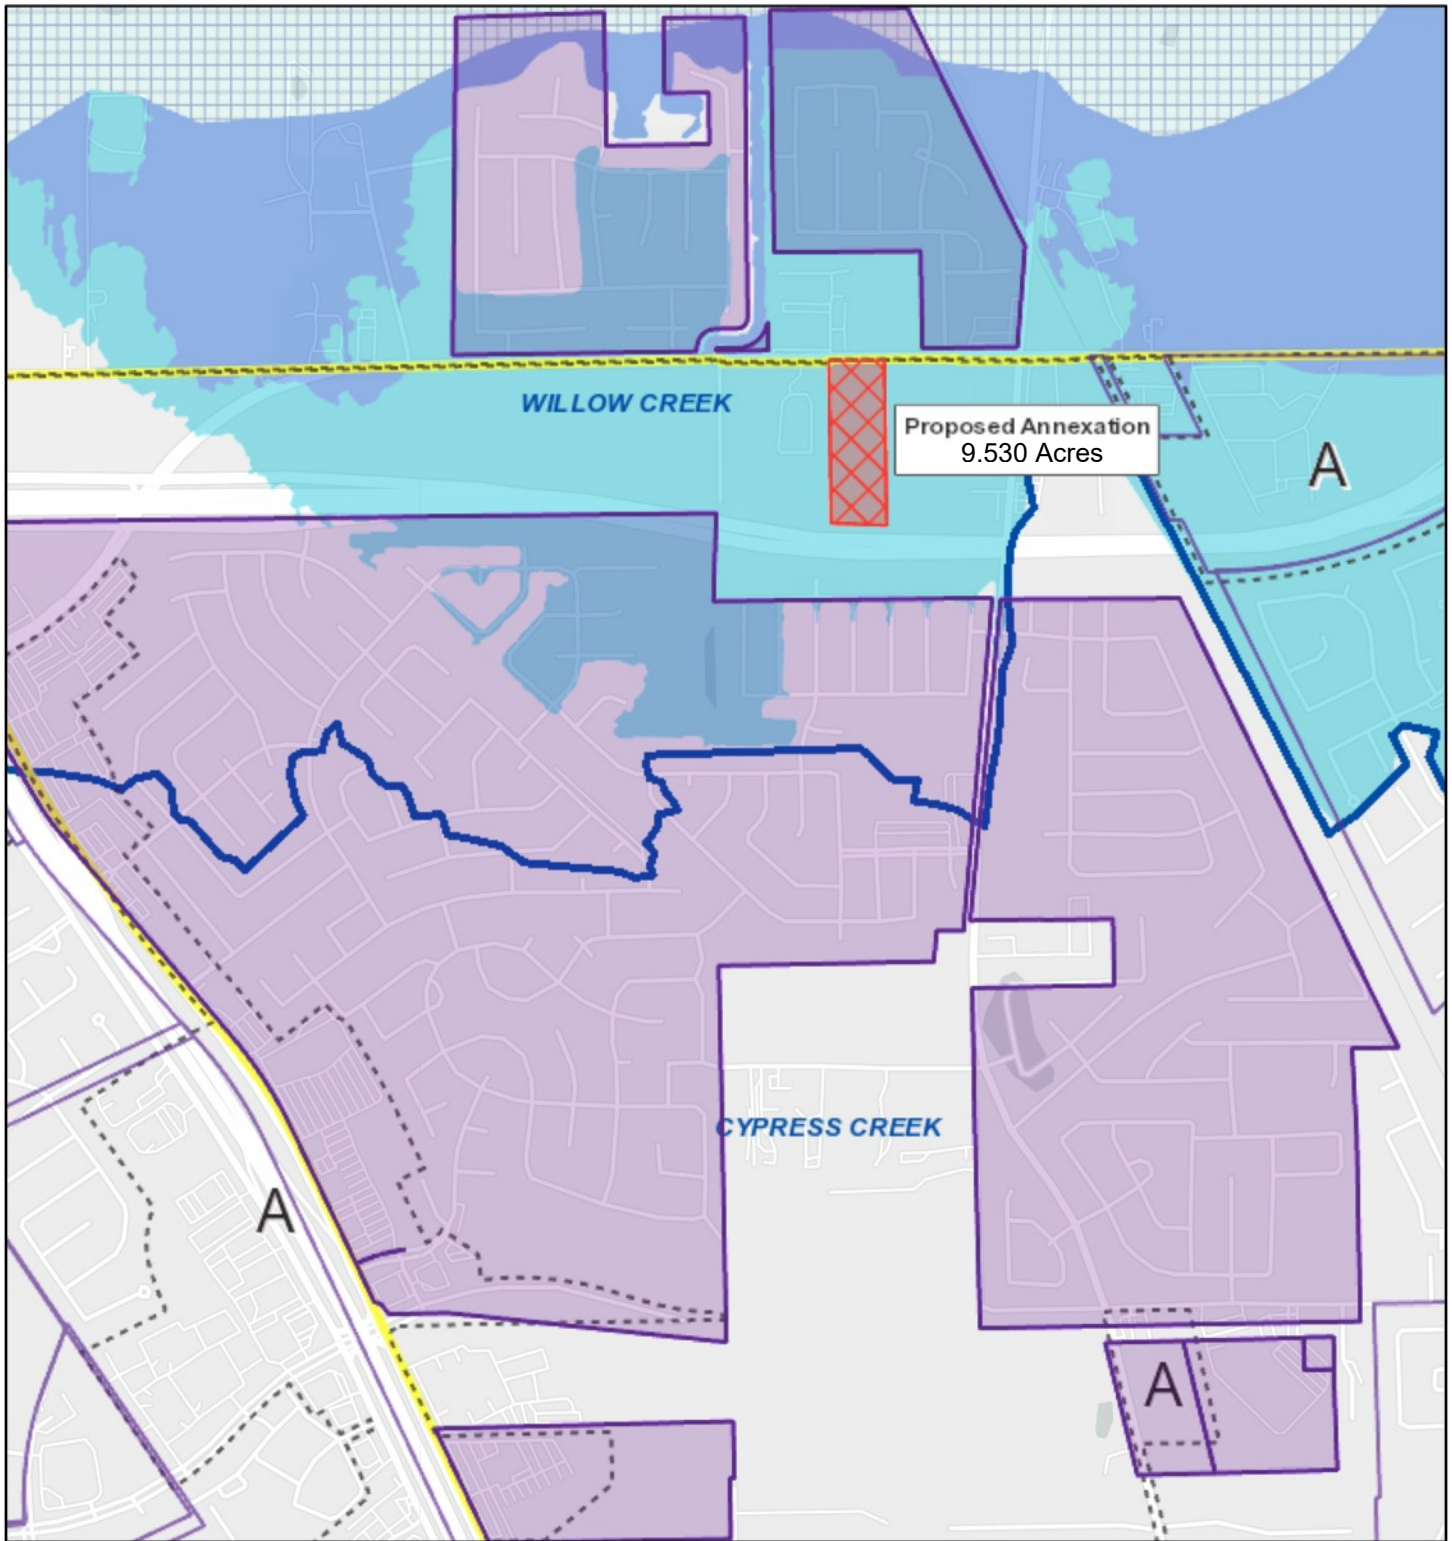 WILLOW CREEK
Proposed Annexation
9.530 Acres
A
CYPRESS CREEK
A
A